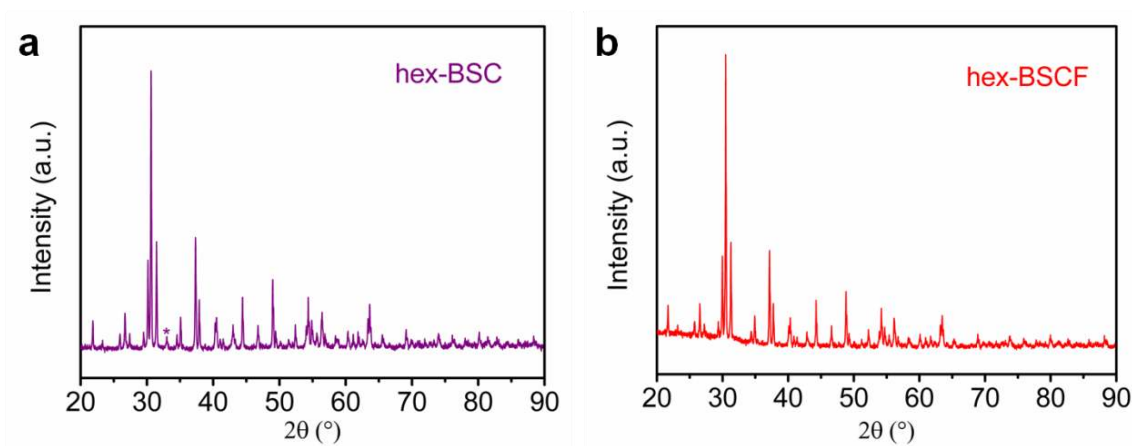 a
hex-BSC
*
Intensity (a.u.)
20 30 40 50 60 70 80 90
2θ (°)
b
hex-BSCF
Intensity (a.u.)
20 30 40 50 60 70 80 90
2θ (°)